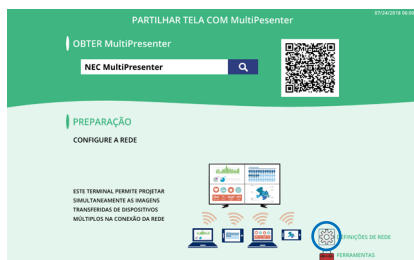 07/24/2018 06:00
PARTILHAR TELA COM MultiPesenter
OBTER MultiPresenter
NEC MultiPresenter
PREPARAÇÃO
CONFIGURE A REDE
ESTE TERMINAL PERMITE PROJETAR
SIMULTANEAMENTE AS IMAGENS
TRANSFERIDAS DE DISPOSITIVOS
MÚLTIPLOS NA CONEXÃO DA REDE
DEFINIÇÕES DE REDE
FERRAMENTAS